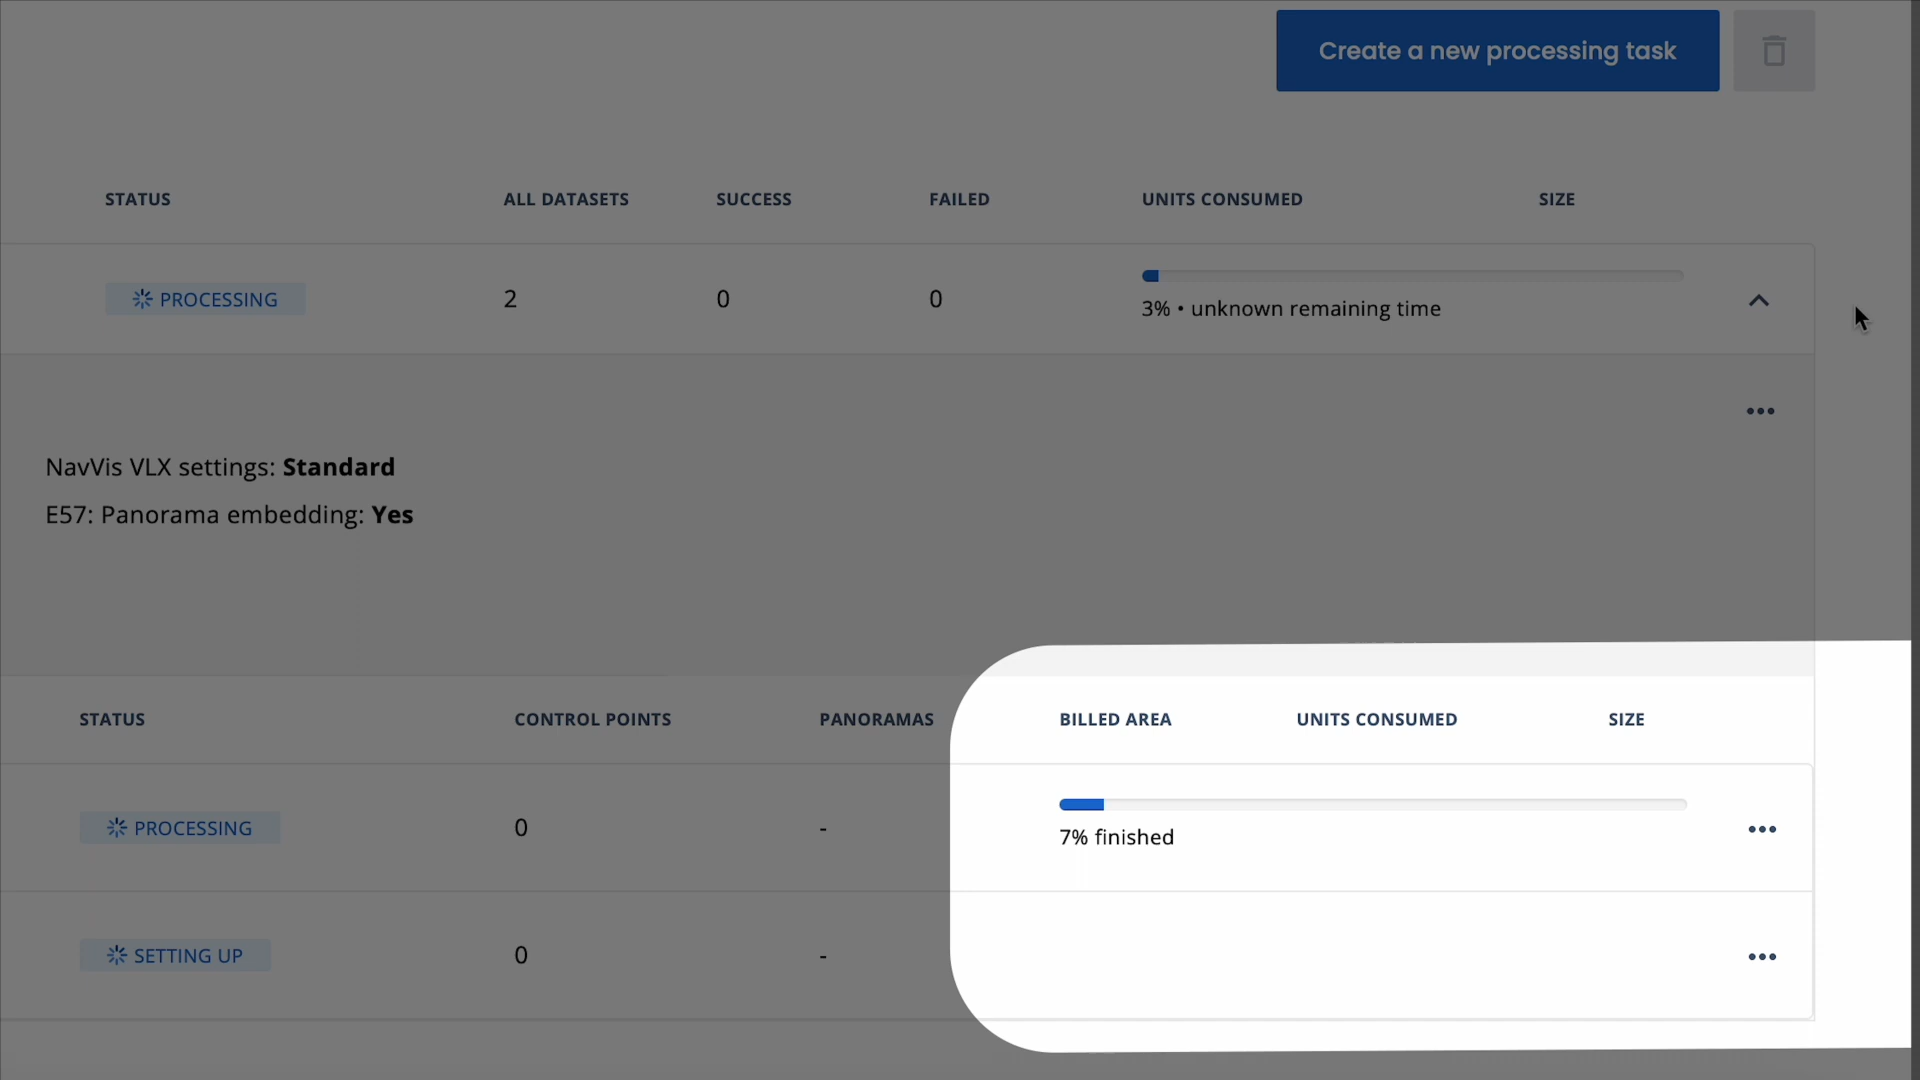 Create a new processing task
STATUS ALL DATASETS SUCCESS FAILED UNITS CONSUMED SIZE
PROCESSING 2 0 0 3% • unknown remaining time
NavVis VLX settings: Standard
E57: Panorama embedding: Yes
STATUS CONTROL POINTS PANORAMAS BILLED AREA UNITS CONSUMED SIZE
PROCESSING 0 - 7% finished
SETTING UP 0 -